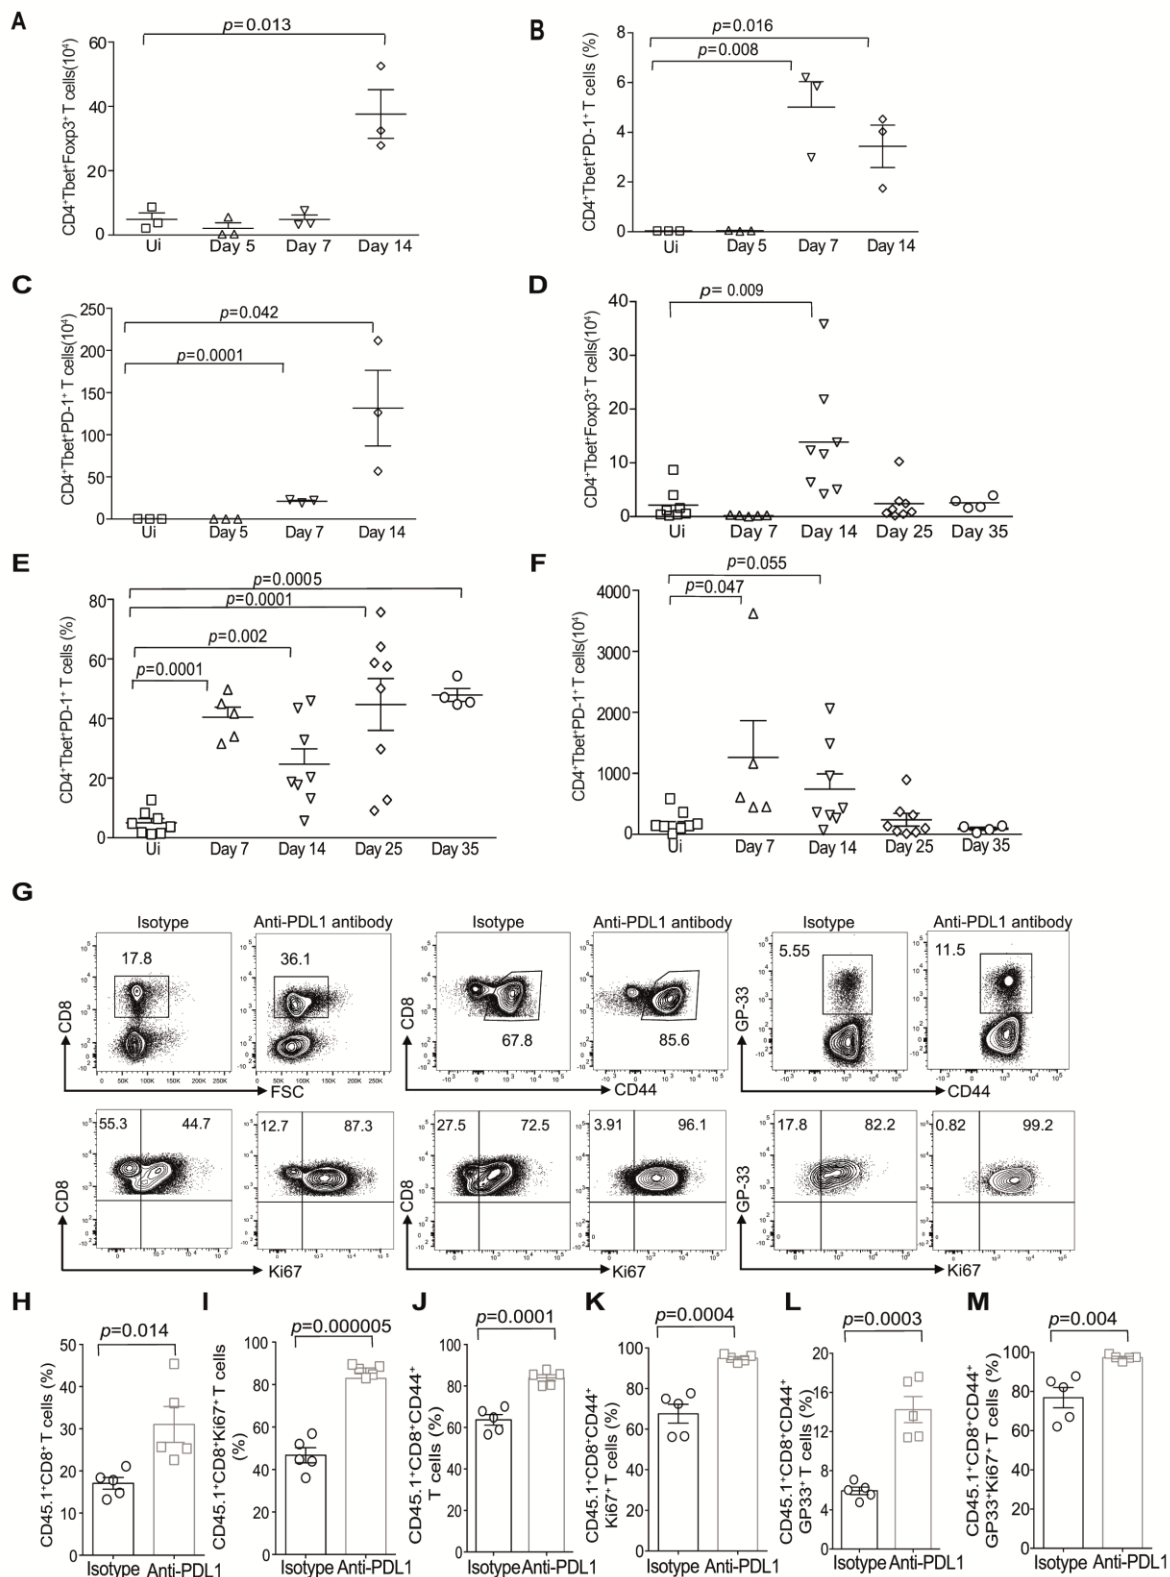 A
p=0.013
CD4⁺Tbet⁺Foxp3⁺ T cells(10⁴)
60
40
20
0
Ui Day 5 Day 7 Day 14
B
p=0.016
p=0.008
CD4⁺Tbet⁺PD-1⁺ T cells (%)
8
6
4
2
0
Ui Day 5 Day 7 Day 14
C
p=0.042
p=0.0001
CD4⁺Tbet⁺PD-1⁺ T cells(10⁴)
250
200
150
100
50
0
Ui Day 5 Day 7 Day 14
D
p= 0.009
CD4⁺Tbet⁺Foxp3⁺T cells(10⁴)
40
30
20
10
0
Ui Day 7 Day 14 Day 25 Day 35
E
p=0.0005
p=0.0001
p=0.002
p=0.0001
CD4⁺Tbet⁺PD-1⁺ T cells (%)
80
60
40
20
0
Ui Day 7 Day 14 Day 25 Day 35
F
p=0.055
p=0.047
CD4⁺Tbet⁺PD-1⁺ T cells(10⁴)
4000
3000
2000
1000
0
Ui Day 7 Day 14 Day 25 Day 35
G
Isotype Anti-PDL1 antibody Isotype Anti-PDL1 antibody Isotype Anti-PDL1 antibody
17.8 36.1 67.8 85.6 5.55 11.5
CD8 CD8 GP-33
FSC CD44 CD44
55.3 44.7 12.7 87.3 27.5 72.5 3.91 96.1 17.8 82.2 0.82 99.2
CD8 CD8 GP-33
Ki67 Ki67 Ki67
H
p=0.014
CD45.1⁺CD8⁺T cells (%)
50
40
30
20
10
0
Isotype Anti-PDL1
I
p=0.000005
CD45.1⁺CD8⁺Ki67⁺ T cells
(%)
100
80
60
40
20
0
Isotype Anti-PDL1
J
p=0.0001
CD45.1⁺CD8⁺CD44⁺
T cells (%)
100
80
60
40
20
0
Isotype Anti-PDL1
K
p=0.0004
CD45.1⁺CD8⁺CD44⁺
Ki67⁺ T cells (%)
100
80
60
40
20
0
Isotype Anti-PDL1
L
p=0.0003
CD45.1⁺CD8⁺CD44⁺
GP33⁺ T cells (%)
20
16
12
8
4
0
Isotype Anti-PDL1
M
p=0.004
CD45.1⁺CD8⁺CD44⁺
GP33⁺Ki67⁺ T cells (%)
100
80
60
40
20
0
Isotype Anti-PDL1